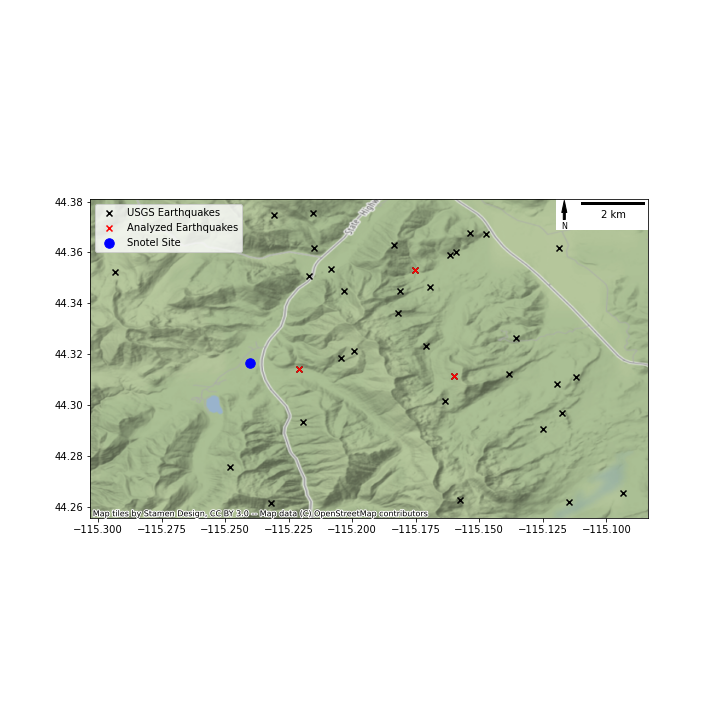 44.38
44.36
44.34
44.32
44.30
44.28
44.26
USGS Earthquakes
Analyzed Earthquakes
Snotel Site
State High
N
2 km
Map tiles by Stamen Design, CC BY 3.0 -- Map data (C) OpenStreetMap contributors
−115.300 −115.275 −115.250 −115.225 −115.200 −115.175 −115.150 −115.125 −115.100